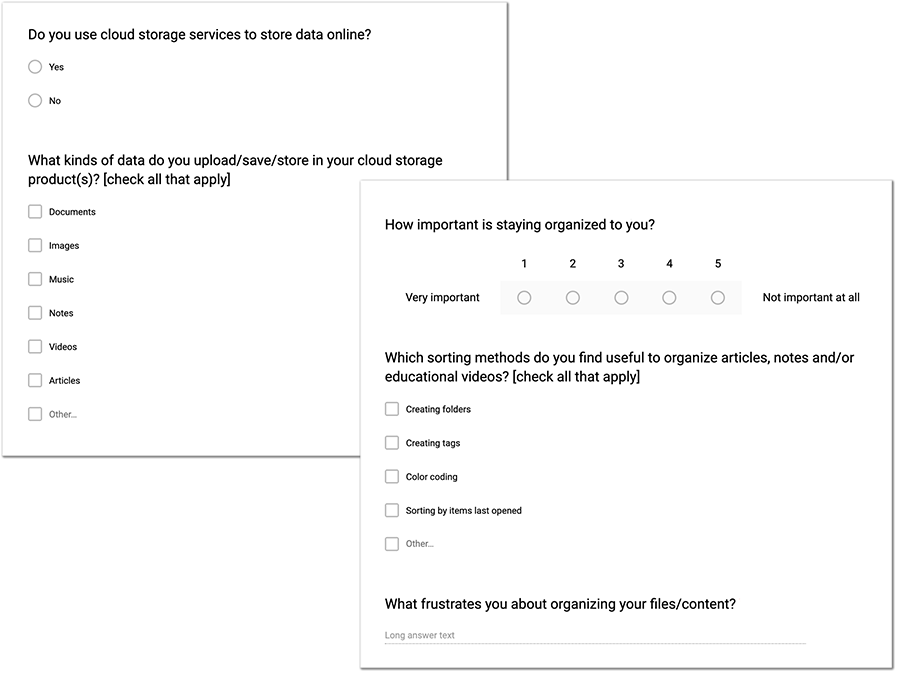 Do you use cloud storage services to store data online?
Yes
No
What kinds of data do you upload/save/store in your cloud storage
product(s)? [check all that apply]
Documents
Images
Music
Notes
Videos
Articles
Other...
How important is staying organized to you?
1 2 3 4 5
Very important Not important at all
Which sorting methods do you find useful to organize articles, notes and/or
educational videos? [check all that apply]
Creating folders
Creating tags
Color coding
Sorting by items last opened
Other...
What frustrates you about organizing your files/content?
Long answer text